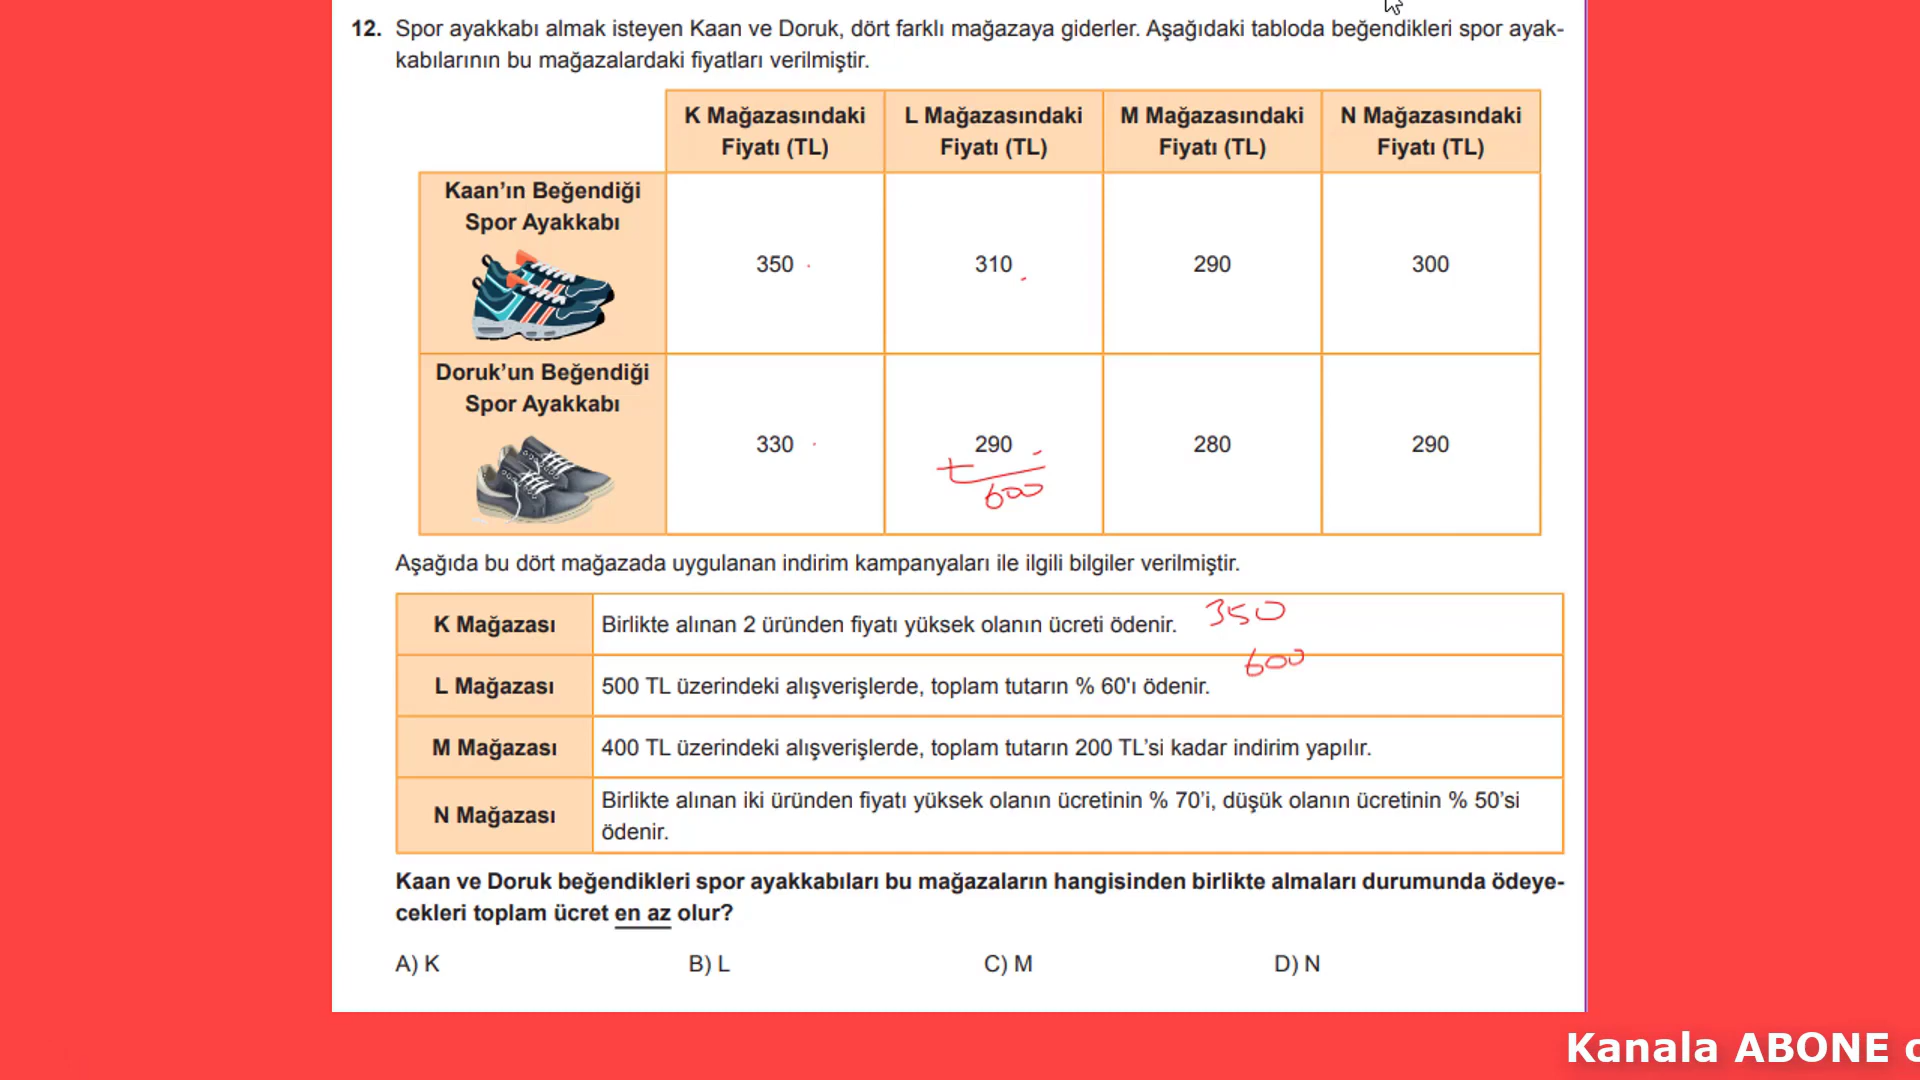 12. Spor ayakkabı almak isteyen Kaan ve Doruk, dört farklı mağazaya giderler. Aşağıdaki tabloda beğendikleri spor ayak-
kabılarının bu mağazalardaki fiyatları verilmiştir.
K Mağazasındaki Fiyatı (TL)
L Mağazasındaki Fiyatı (TL)
M Mağazasındaki Fiyatı (TL)
N Mağazasındaki Fiyatı (TL)
Kaan'ın Beğendiği
Spor Ayakkabı
350 310 290 300
Doruk'un Beğendiği
Spor Ayakkabı
330 290 280 290
+
600
Aşağıda bu dört mağazada uygulanan indirim kampanyaları ile ilgili bilgiler verilmiştir.
K Mağazası Birlikte alınan 2 üründen fiyatı yüksek olanın ücreti ödenir. 350
600
L Mağazası 500 TL üzerindeki alışverişlerde, toplam tutarın % 60'ı ödenir.
M Mağazası 400 TL üzerindeki alışverişlerde, toplam tutarın 200 TL'si kadar indirim yapılır.
N Mağazası Birlikte alınan iki üründen fiyatı yüksek olanın ücretinin % 70'i, düşük olanın ücretinin % 50'si
ödenir.
Kaan ve Doruk beğendikleri spor ayakkabıları bu mağazaların hangisinden birlikte almaları durumunda ödeye-
cekleri toplam ücret en az olur?
A) K B) L C) M D) N
Kanala ABONE